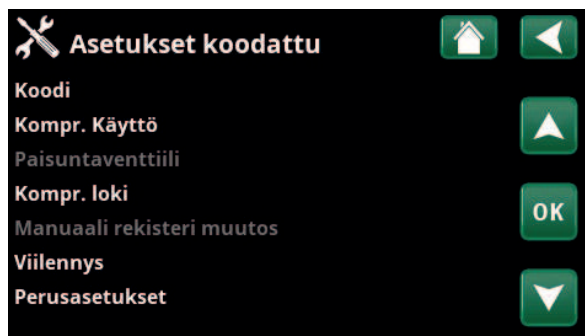 Asetukset koodattu
Koodi
Kompr. Käyttö
Paisuntaventtiili
Kompr. loki
Manuaali rekisteri muutos
OK
Viilennys
Perusasetukset